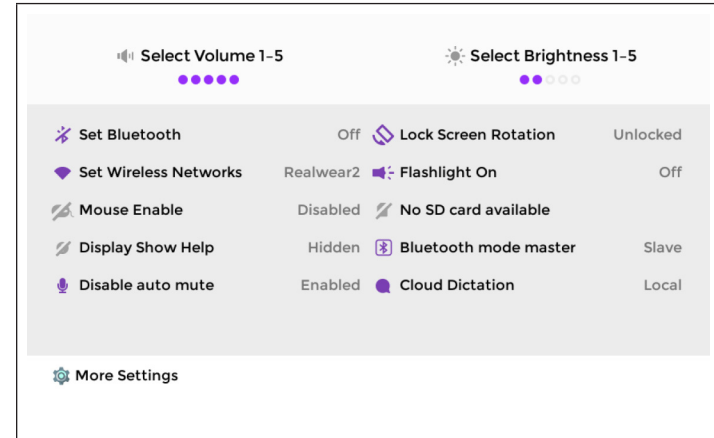 Select Volume 1-5
Select Brightness 1-5
Set Bluetooth Off Lock Screen Rotation Unlocked
Set Wireless Networks Realwear2 Flashlight On Off
Mouse Enable Disabled No SD card available
Display Show Help Hidden Bluetooth mode master Slave
Disable auto mute Enabled Cloud Dictation Local
More Settings